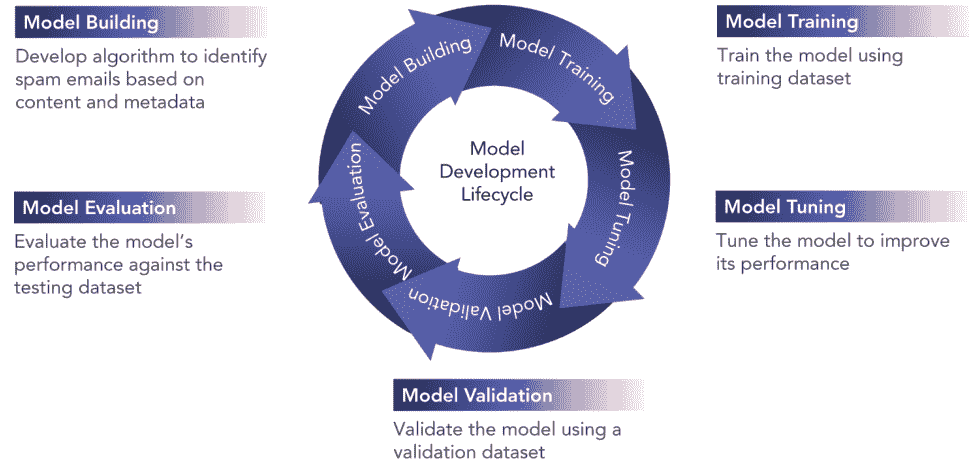 Model Building
Develop algorithm to identify
spam emails based on
content and metadata
Model Training
Train the model using
training dataset
Model Building
Model Training
Model Tuning
Model Validation
Model Evaluation
Model
Development
Lifecycle
Model Evaluation
Evaluate the model's
performance against the
testing dataset
Model Tuning
Tune the model to improve
its performance
Model Validation
Validate the model using a
validation dataset